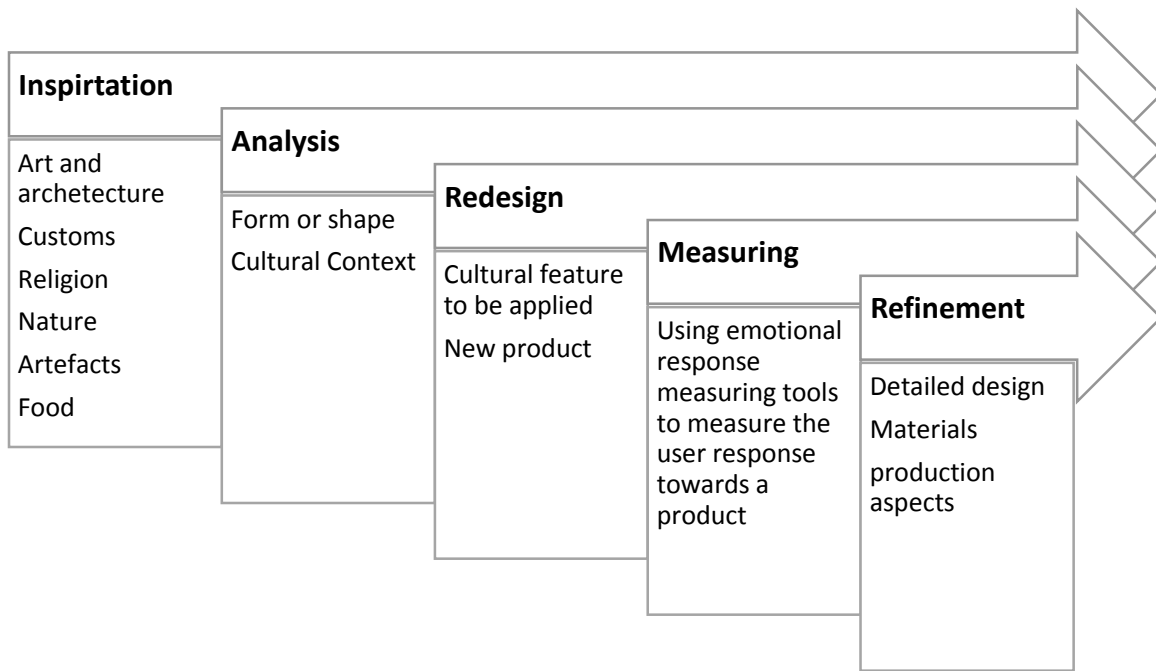 Inspirtation
Art and
archetecture
Customs
Religion
Nature
Artefacts
Food
Analysis
Form or shape
Cultural Context
Redesign
Cultural feature
to be applied
New product
Measuring
Using emotional
response
measuring tools
to measure the
user response
towards a
product
Refinement
Detailed design
Materials
production
aspects